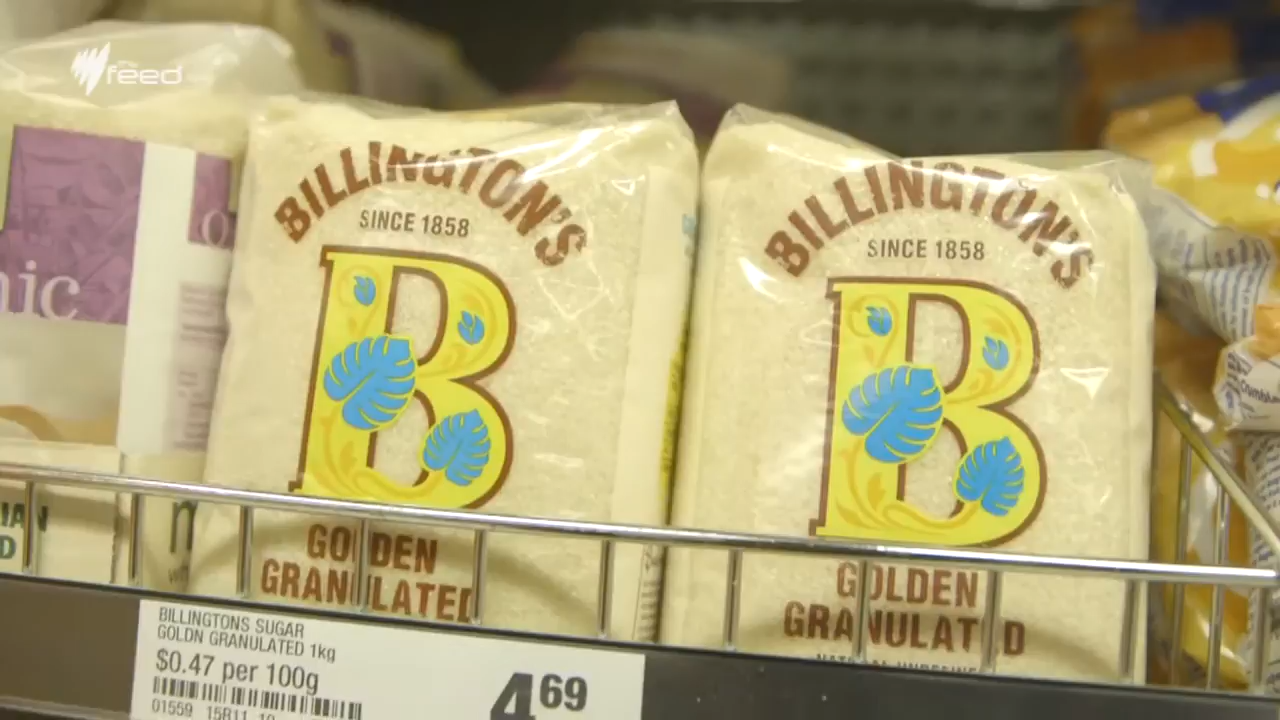 feed
nic
BILLINGTON'S
SINCE 1858
B
GOLDEN
GRANULATED
BILLINGTON'S
SINCE 1858
B
GOLDEN
GRANULATED
BILLINGTONS SUGAR
GOLDN GRANULATED 1kg
$0.47 per 100g
4 69